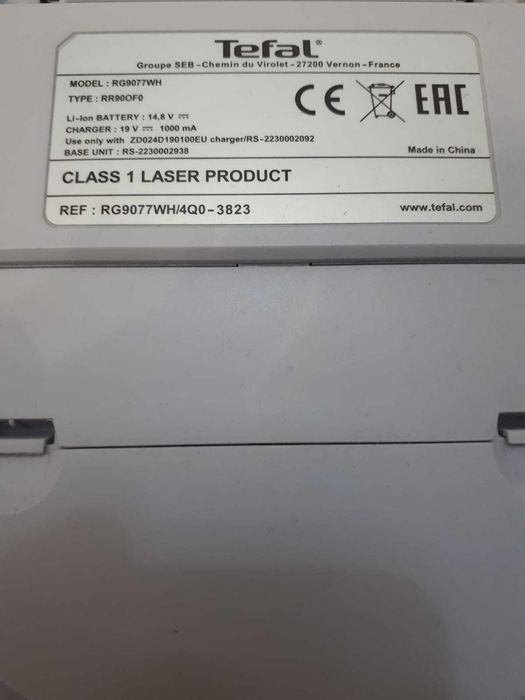 Tefal®
Groupe SEB - Chemin du Virolet - 27200 Vernon - France
MODEL : RG9077WH
TYPE : RR90OF0
Li-Ion BATTERY : 14,8 V ⎓
CHARGER : 19 V ⎓ 1000 mA
Use only with ZD024D190100EU charger/RS-2230002092
BASE UNIT : RS-2230002938
CE EAC
Made in China
CLASS 1 LASER PRODUCT
REF : RG9077WH/4Q0-3823
www.tefal.com